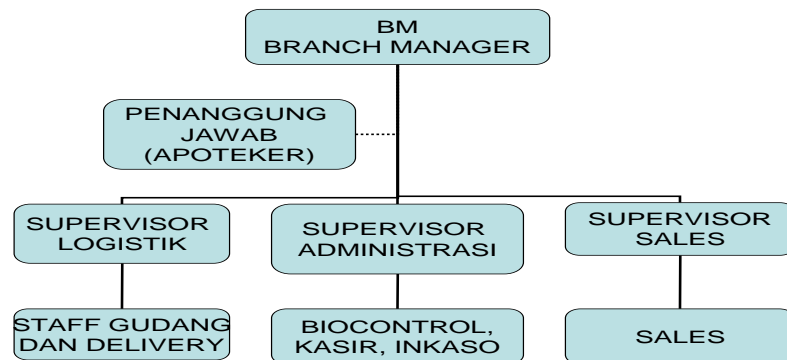 BM
BRANCH MANAGER
PENANGGUNG
JAWAB
(APOTEKER)
SUPERVISOR
LOGISTIK
SUPERVISOR
ADMINISTRASI
SUPERVISOR
SALES
STAFF GUDANG
DAN DELIVERY
BIOCONTROL,
KASIR, INKASO
SALES